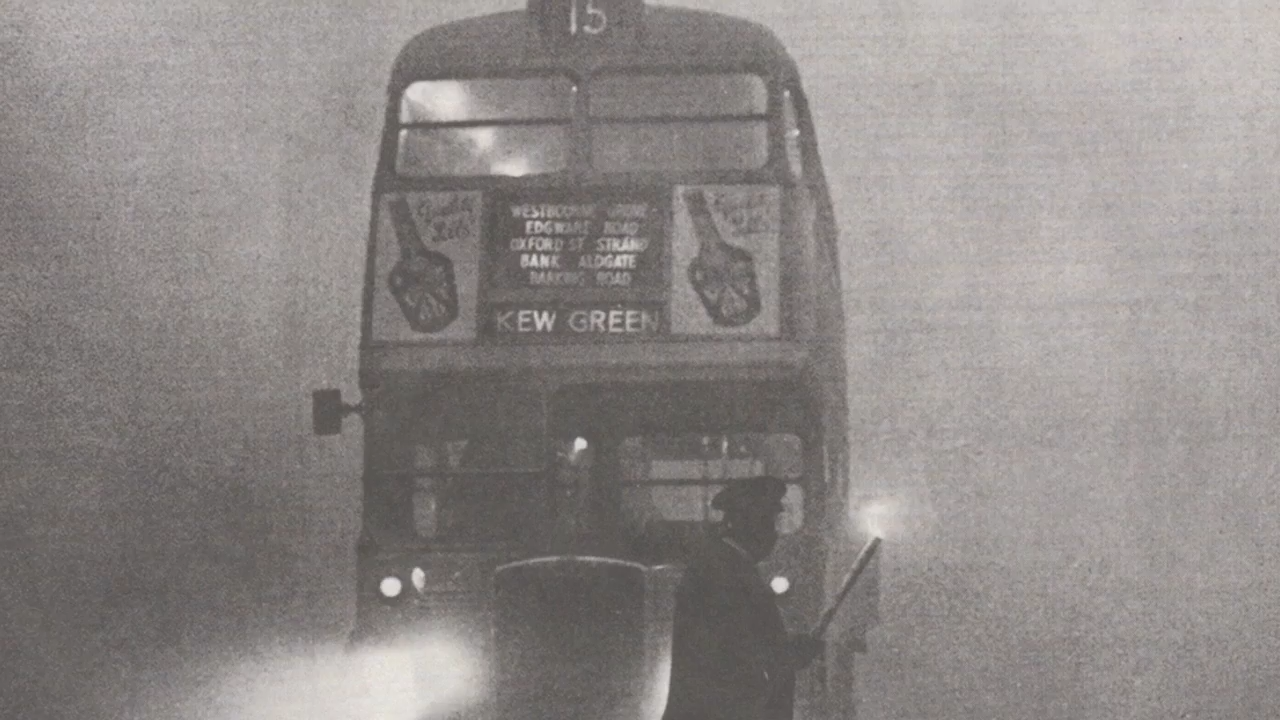 15
WESTBOURNE GROVE
EDGWARE ROAD
OXFORD ST STRAND
BANK ALDGATE
BARKING ROAD
KEW GREEN